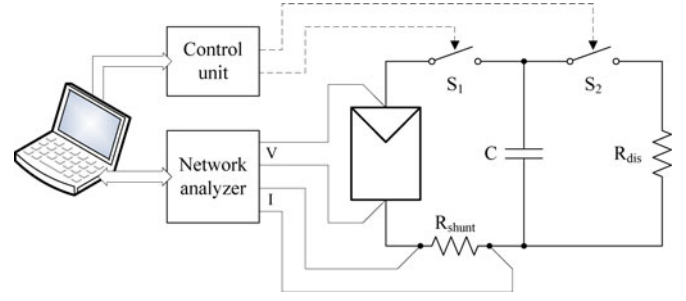 Control
unit
Network
analyzer
V
I
S1
S2
C
Rdis
Rshunt